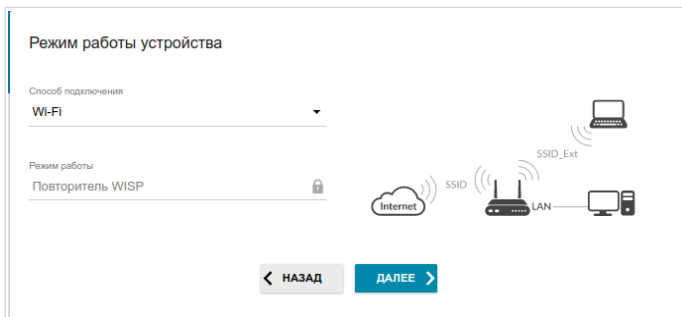 Режим работы устройства
Способ подключения
Wi-Fi
Режим работы
Повторитель WISP
SSID_Ext
SSID
Internet
LAN
НАЗАД
ДАЛЕЕ